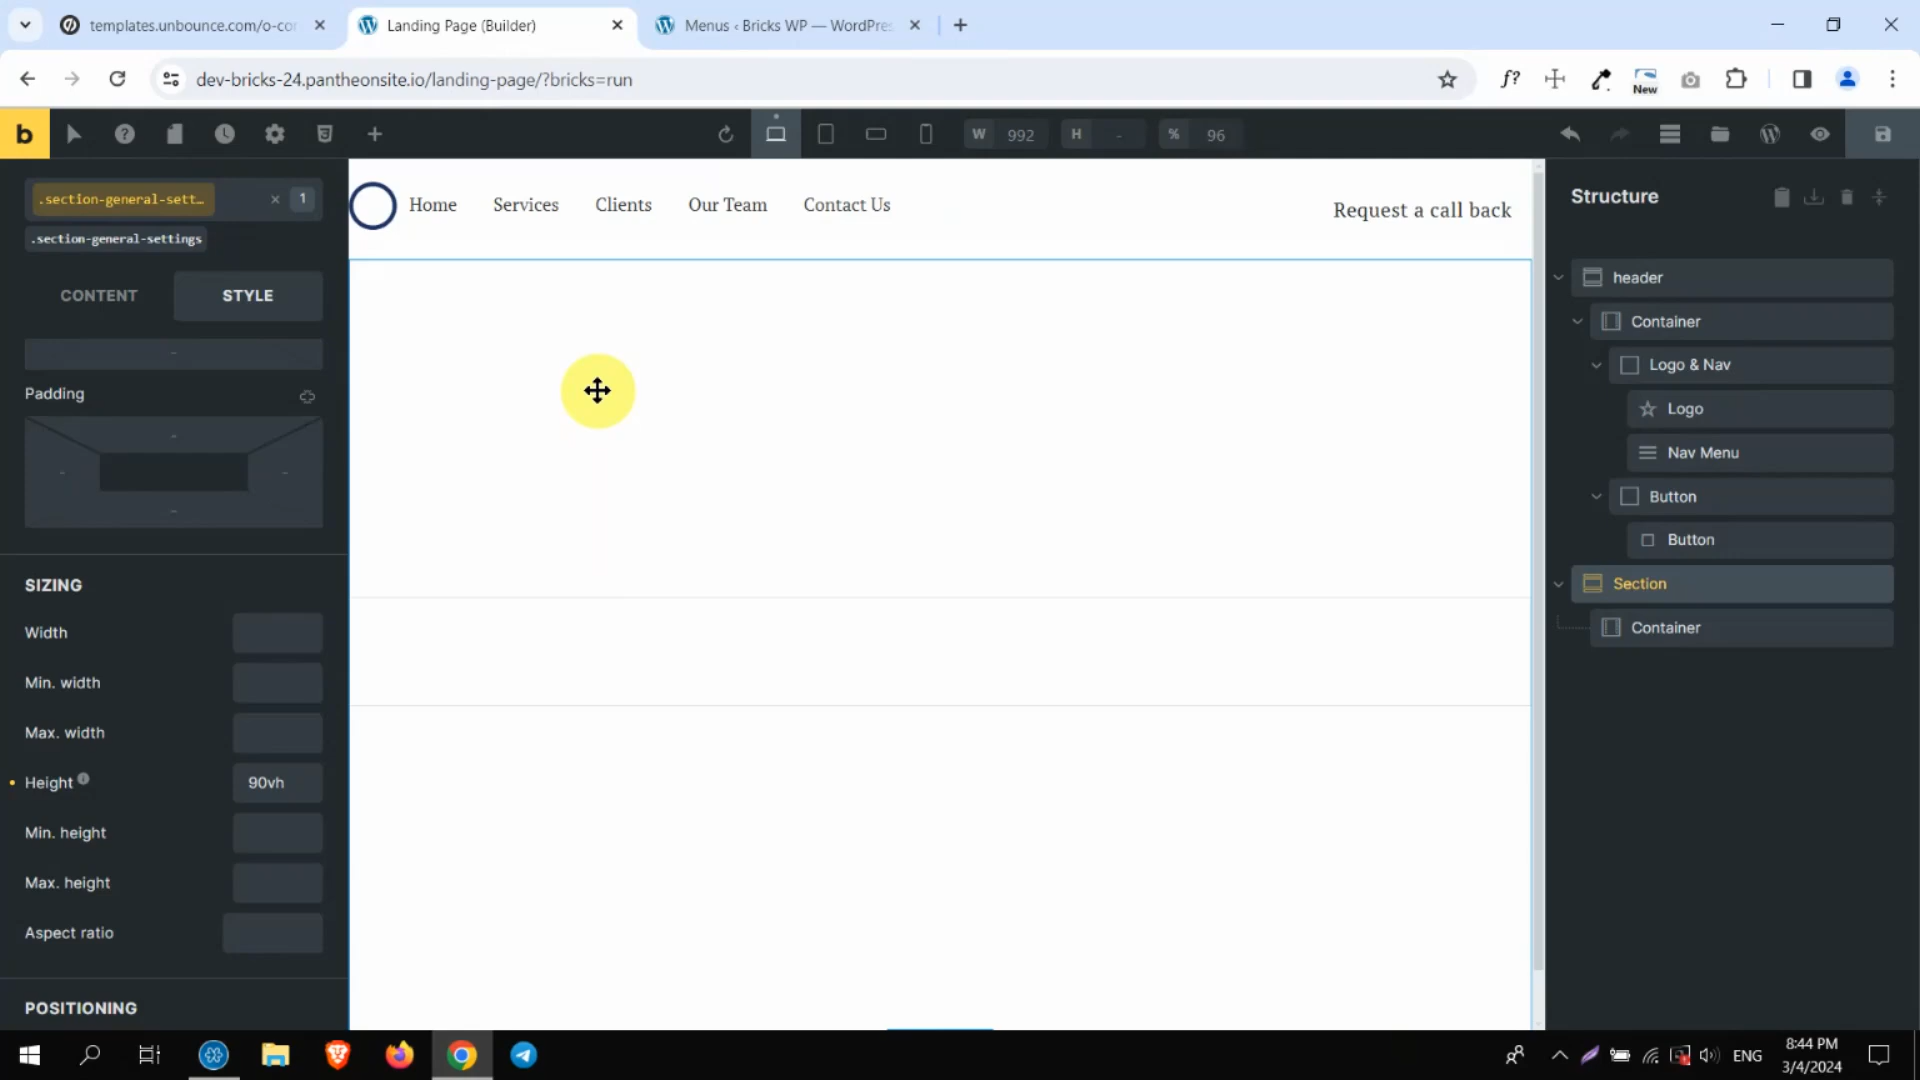 templates.unbounce.com/o-co
Landing Page (Builder)
Menus ‹ Bricks WP — WordPre
dev-bricks-24.pantheonsite.io/landing-page/?bricks=run
f?
New
b
W 992
H -
% 96
.section-general-sett…
1
.section-general-settings
CONTENT
STYLE
Padding
SIZING
Width
Min. width
Max. width
Height
90vh
Min. height
Max. height
Aspect ratio
POSITIONING
Home
Services
Clients
Our Team
Contact Us
Request a call back
Structure
header
Container
Logo & Nav
Logo
Nav Menu
Button
Button
Section
Container
ENG
8:44 PM
3/4/2024